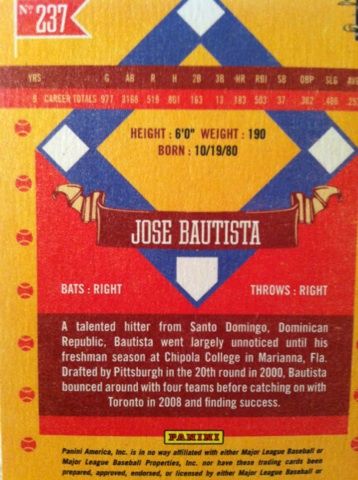 Nº 237
YRS G AB R H 2B 3B HR RBI SB OBP SLG AVG
8 CAREER TOTALS 977 3166 519 801 163 13 183 503 37
HEIGHT : 6'0" WEIGHT : 190
BORN : 10/19/80
JOSE BAUTISTA
BATS : RIGHT THROWS : RIGHT
A talented hitter from Santo Domingo, Dominican
Republic, Bautista went largely unnoticed until his
freshman season at Chipola College in Marianna, Fla.
Drafted by Pittsburgh in the 20th round in 2000, Bautista
bounced around with four teams before catching on with
Toronto in 2008 and finding success.
PANINI
Panini America, Inc. is in no way affiliated with either Major League Baseball or
Major League Baseball Properties, Inc. nor have these trading cards been
prepared, approved, endorsed, or licensed by either Major League Baseball or